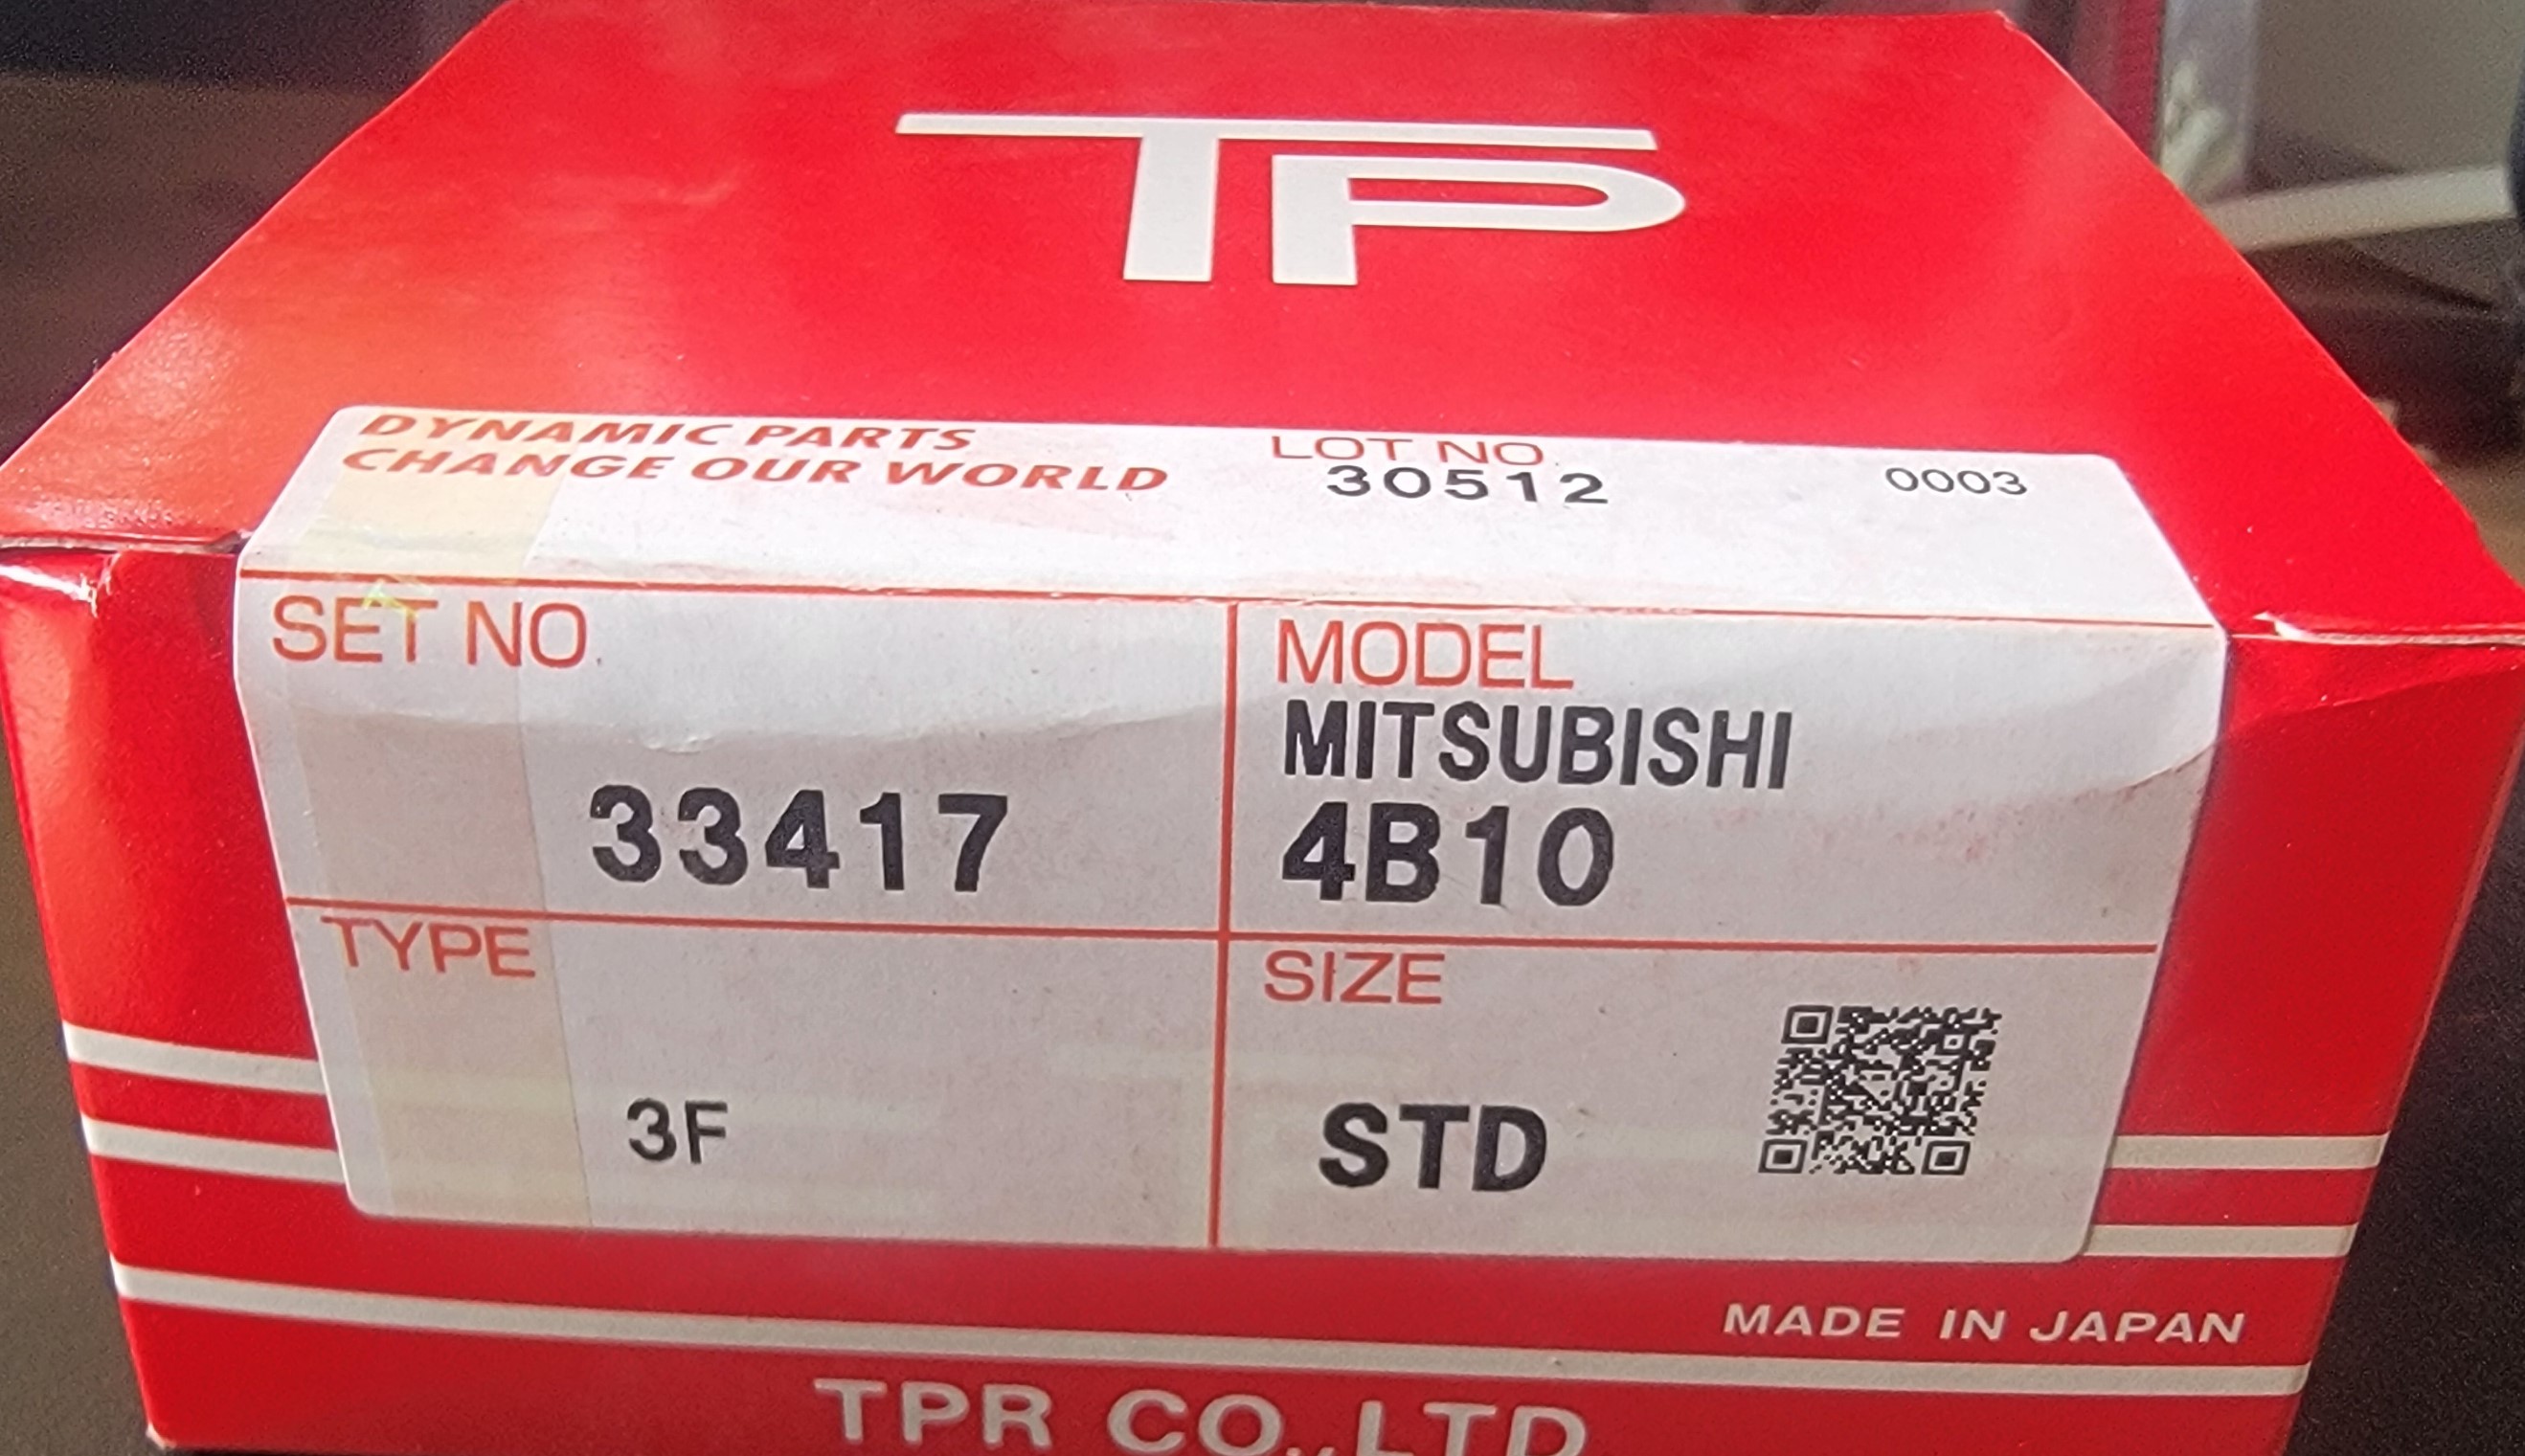 TP
DYNAMIC PARTS
CHANGE OUR WORLD
LOT NO.
30512
0003
SET NO.
33417
MODEL
MITSUBISHI
4B10
TYPE
3F
SIZE
STD
MADE IN JAPAN
TPR CO.,LTD